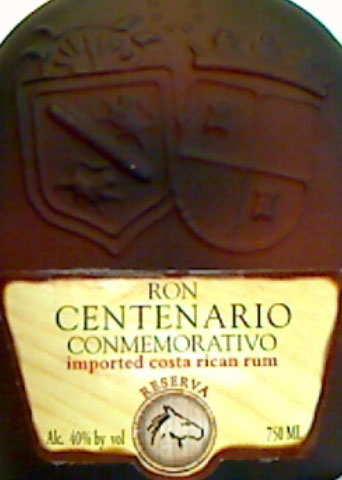 RON
CENTENARIO
CONMEMORATIVO
imported costa rican rum
RESERVA
Alc. 40% by vol
750 ML